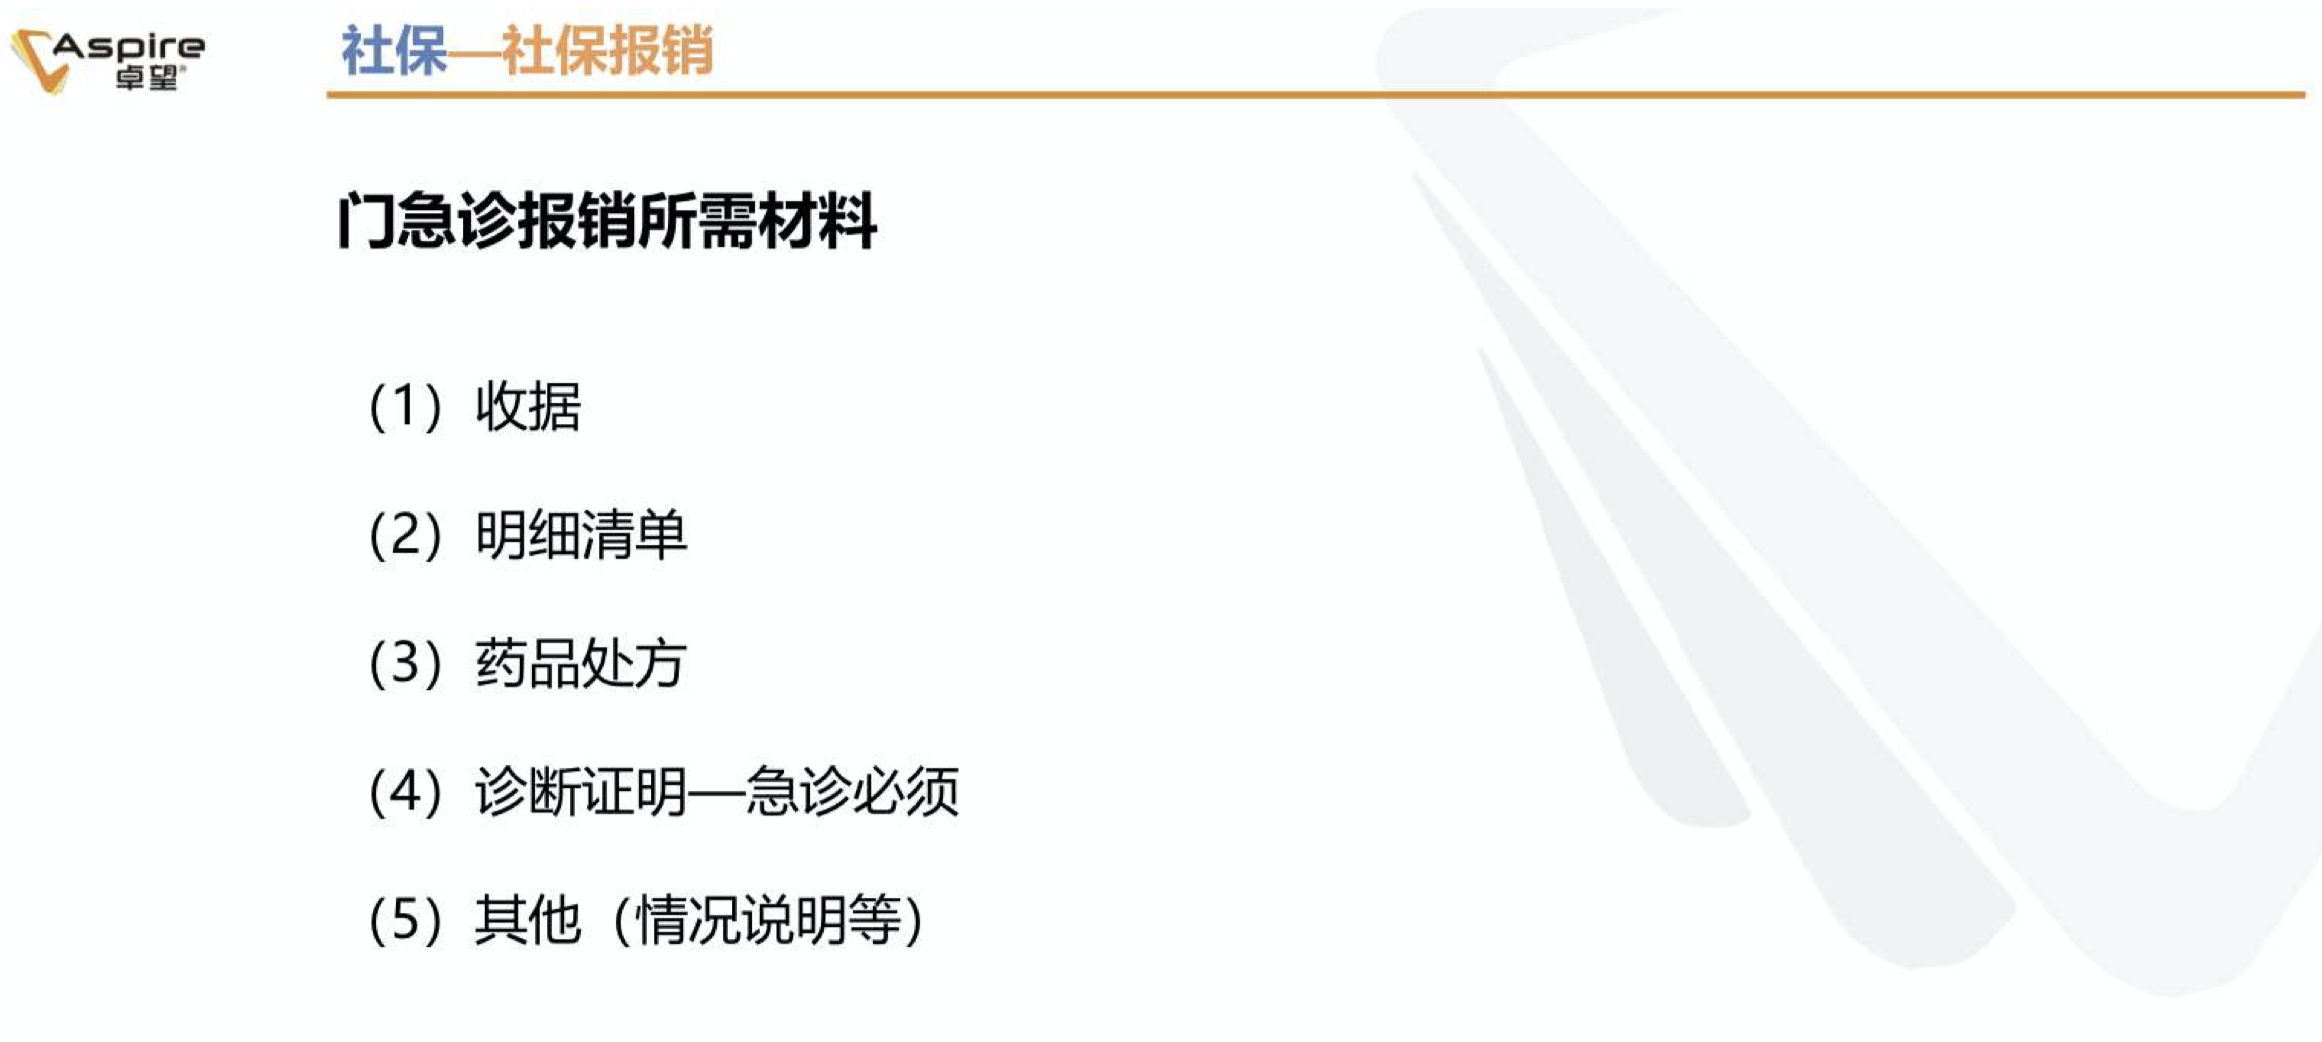 Aspire
卓望®
社保—社保报销
门急诊报销所需材料
（1）收据
（2）明细清单
（3）药品处方
（4）诊断证明—急诊必须
（5）其他（情况说明等）